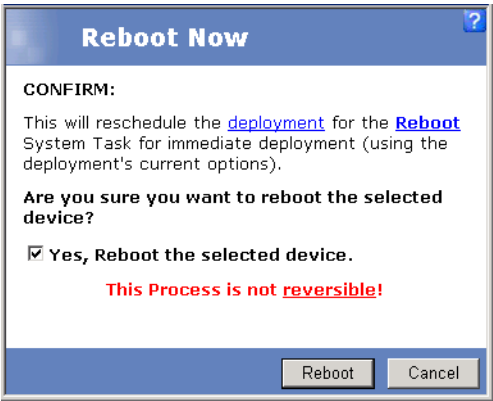 Reboot Now
?
CONFIRM:
This will reschedule the deployment for the Reboot
System Task for immediate deployment (using the
deployment's current options).
Are you sure you want to reboot the selected
device?
Yes, Reboot the selected device.
This Process is not reversible!
Reboot
Cancel